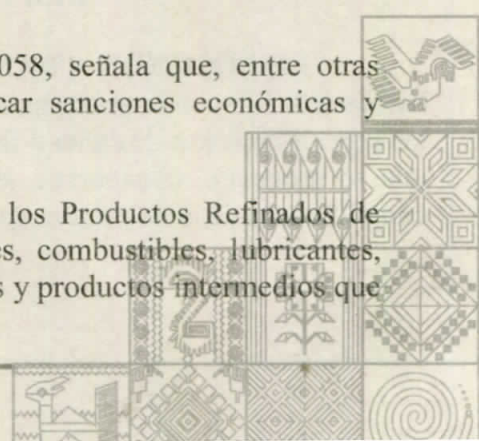 058, señala que, entre otras
car sanciones económicas y
los Productos Refinados de
es, combustibles, lubricantes,
s y productos intermedios que